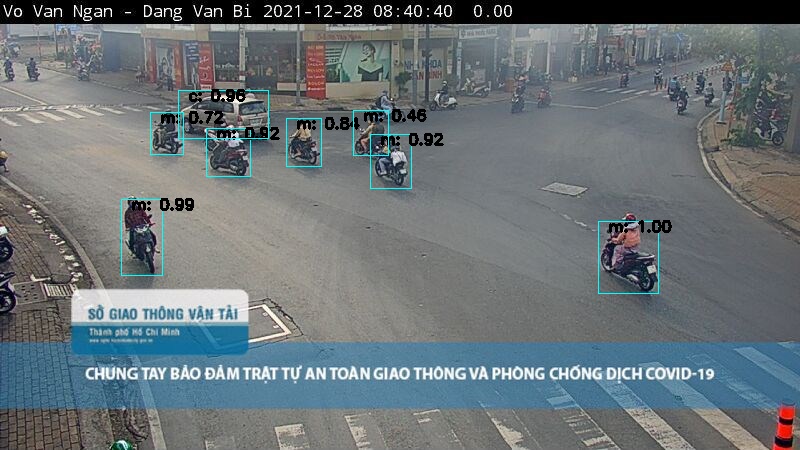 Vo Van Ngan - Dang Van Bi 2021-12-28 08:40:40 0.00
c: 0.96
m: 0.72
m: 0.92
m: 0.84
m: 0.46
m: 0.92
m: 0.99
m: 1.00
SỞ GIAO THÔNG VẬN TẢI
Thành phố Hồ Chí Minh
CHUNG TAY BẢO ĐẢM TRẬT TỰ AN TOÀN GIAO THÔNG VÀ PHÒNG CHỐNG DỊCH COVID-19